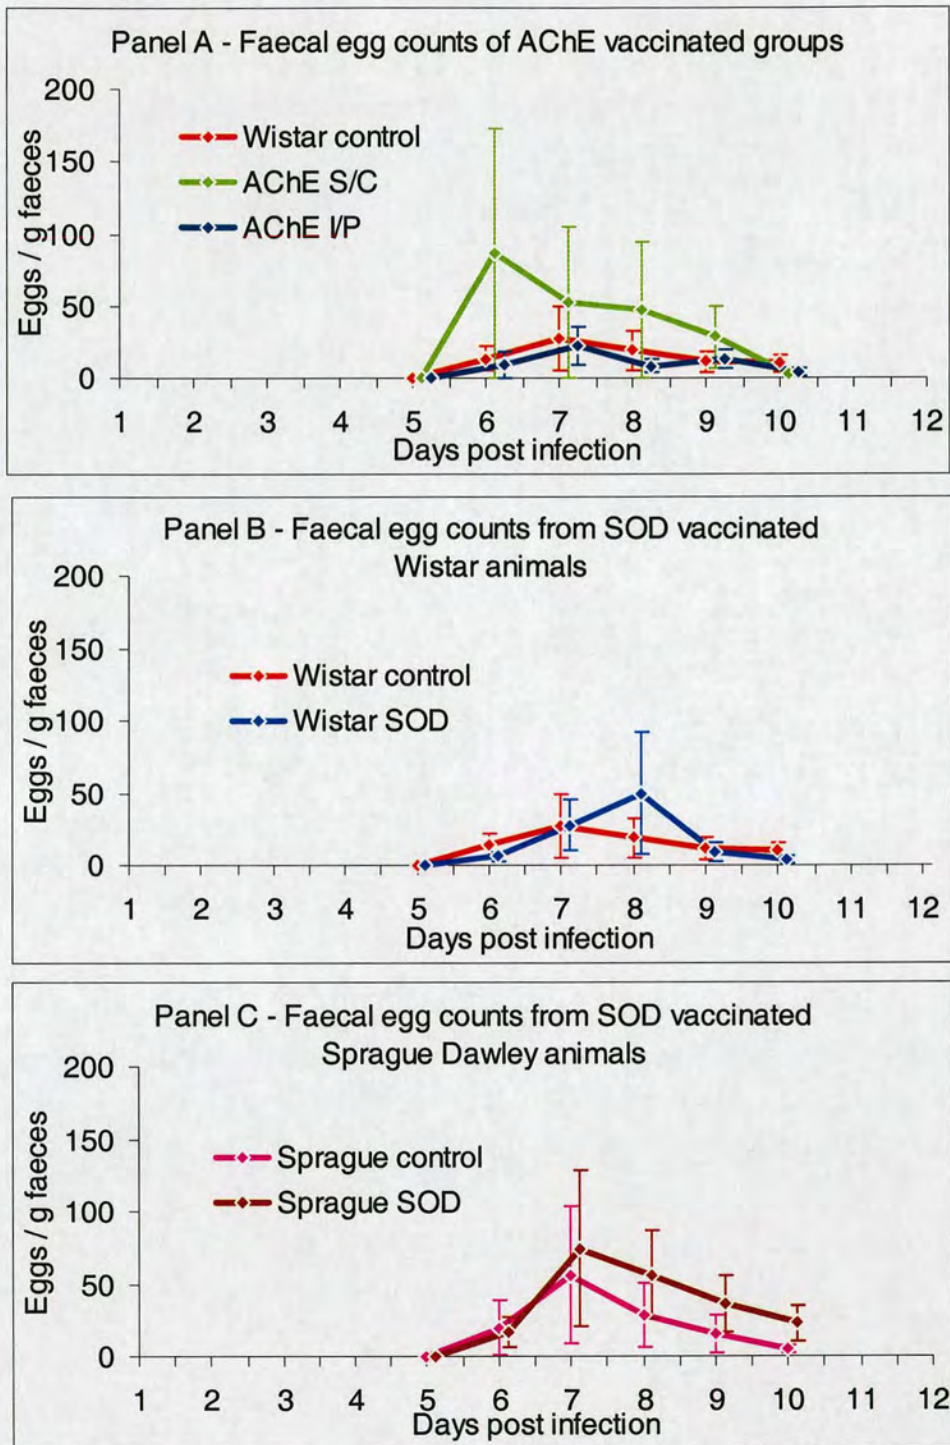 Panel A - Faecal egg counts of AChE vaccinated groups
200
150
100
50
0
Eggs / g faeces
Wistar control
AChE S/C
AChE I/P
1 2 3 4 5 6 7 8 9 10 11 12
Days post infection
Panel B - Faecal egg counts from SOD vaccinated
Wistar animals
200
150
100
50
0
Eggs / g faeces
Wistar control
Wistar SOD
1 2 3 4 5 6 7 8 9 10 11 12
Days post infection
Panel C - Faecal egg counts from SOD vaccinated
Sprague Dawley animals
200
150
100
50
0
Eggs / g faeces
Sprague control
Sprague SOD
1 2 3 4 5 6 7 8 9 10 11 12
Days post infection